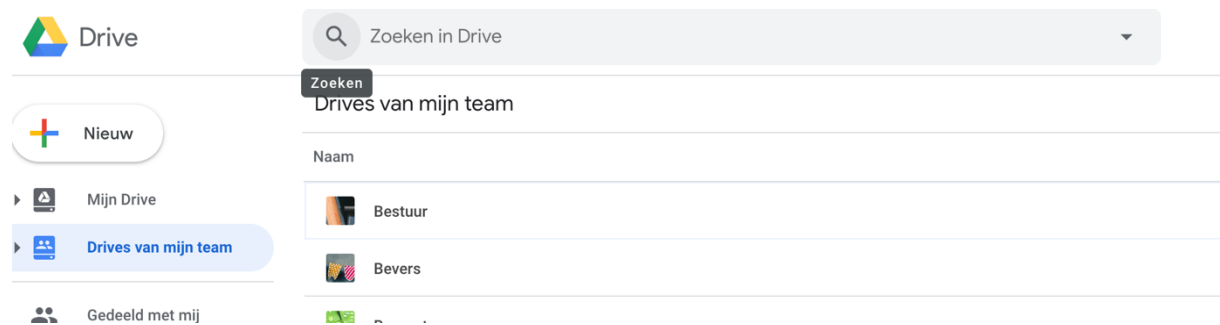 Drive
Zoeken in Drive
Zoeken
Drives van mijn team
Nieuw
Naam
Mijn Drive
Bestuur
Drives van mijn team
Bevers
Gedeeld met mij